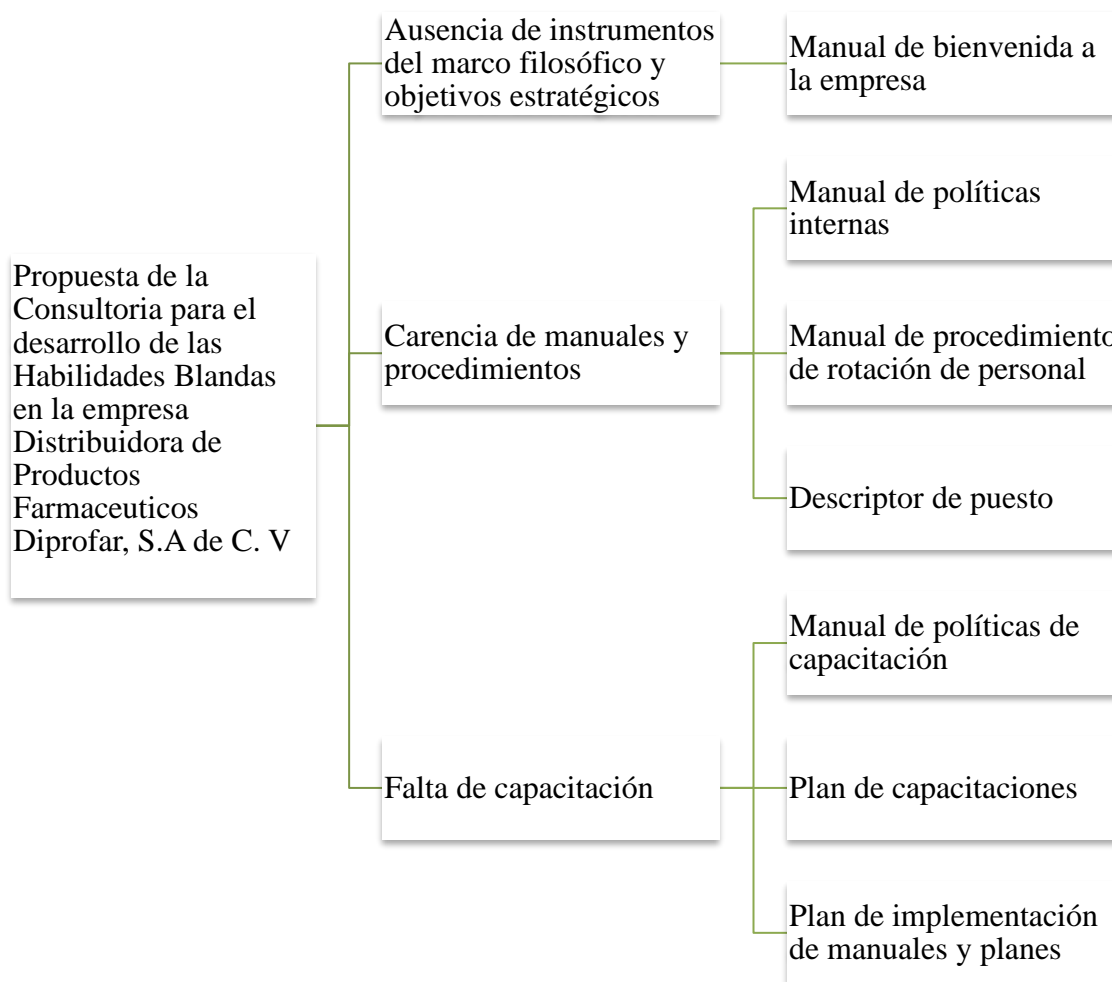 Propuesta de la
Consultoria para el
desarrollo de las
Habilidades Blandas
en la empresa
Distribuidora de
Productos
Farmaceuticos
Diprofar, S.A de C. V
Ausencia de instrumentos
del marco filosófico y
objetivos estratégicos
Manual de bienvenida a
la empresa
Carencia de manuales y
procedimientos
Manual de políticas
internas
Manual de procedimiento
de rotación de personal
Descriptor de puesto
Falta de capacitación
Manual de políticas de
capacitación
Plan de capacitaciones
Plan de implementación
de manuales y planes